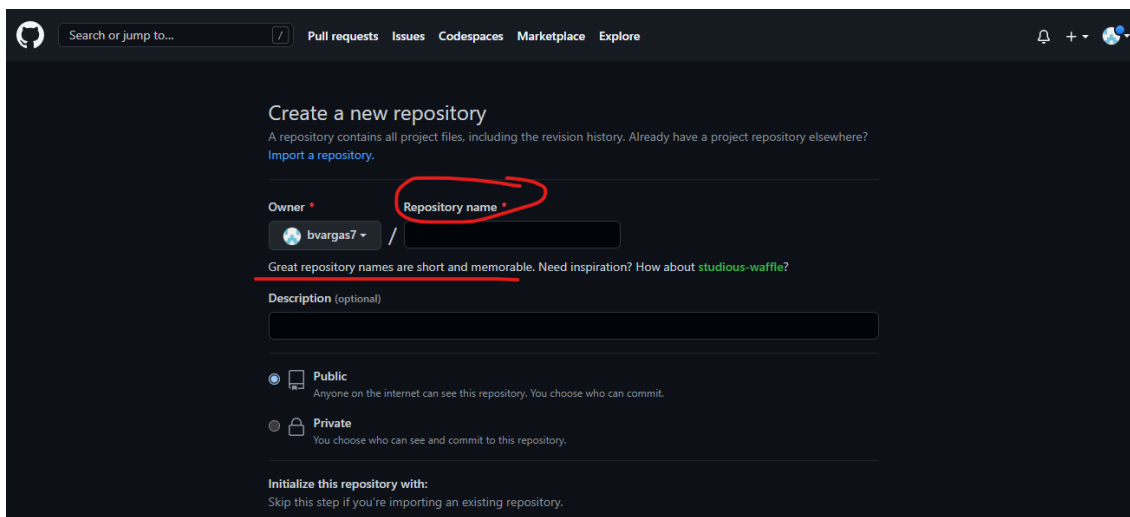 Search or jump to... / Pull requests Issues Codespaces Marketplace Explore
Create a new repository
A repository contains all project files, including the revision history. Already have a project repository elsewhere?
Import a repository.
Owner * Repository name *
bvargas7 /
Great repository names are short and memorable. Need inspiration? How about studious-waffle?
Description (optional)
Public
Anyone on the internet can see this repository. You choose who can commit.
Private
You choose who can see and commit to this repository.
Initialize this repository with:
Skip this step if you're importing an existing repository.